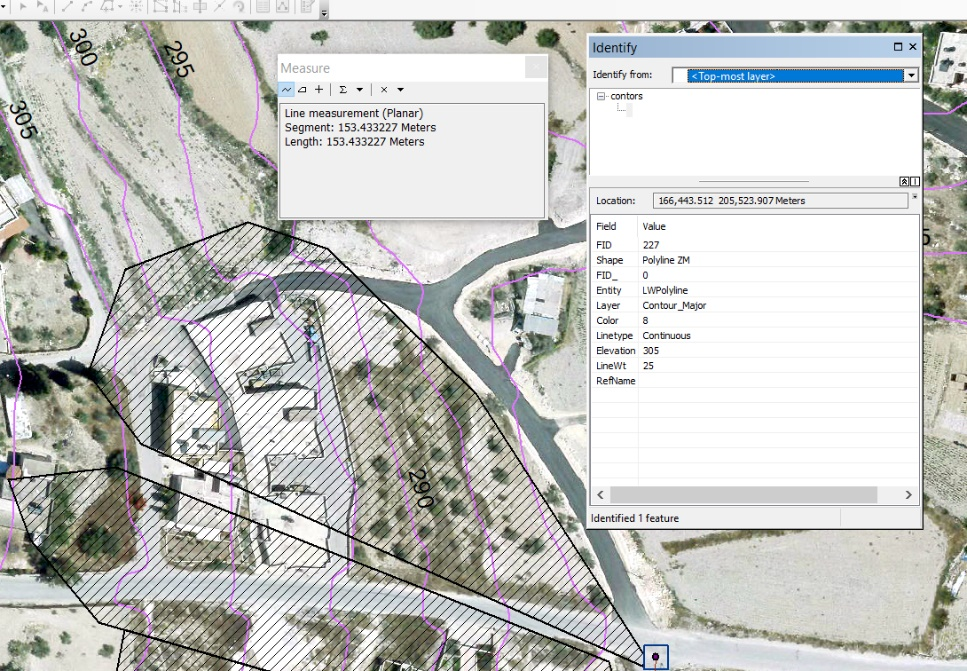 300
295
305
Measure
Line measurement (Planar)
Segment: 153.433227 Meters
Length: 153.433227 Meters
290
Identify
Identify from: <Top-most layer>
contors
Location: 166,443.512 205,523.907 Meters
Field Value
FID 227
Shape Polyline ZM
FID_ 0
Entity LWPolyline
Layer Contour_Major
Color 8
Linetype Continuous
Elevation 305
LineWt 25
RefName
Identified 1 feature